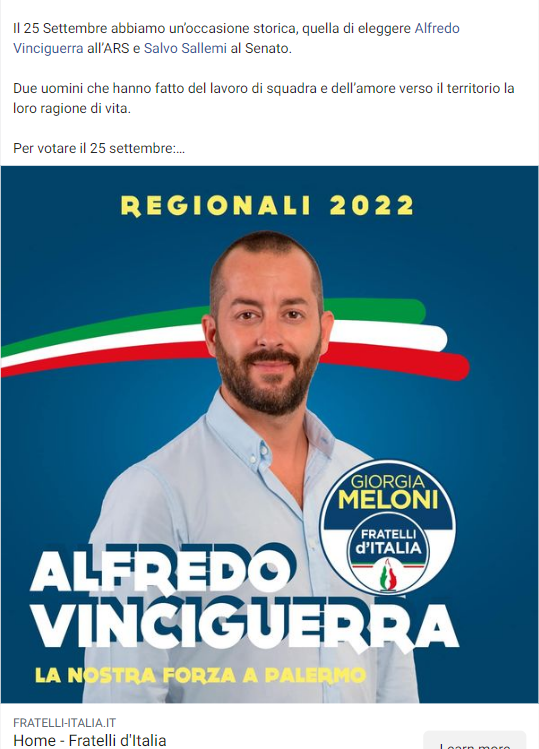 Il 25 Settembre abbiamo un'occasione storica, quella di eleggere Alfredo
Vinciguerra all'ARS e Salvo Sallemi al Senato.
Due uomini che hanno fatto del lavoro di squadra e dell'amore verso il territorio la
loro ragione di vita.
Per votare il 25 settembre:...
REGIONALI 2022
GIORGIA
MELONI
FRATELLI
d'ITALIA
ALFREDO
VINCIGUERRA
LA NOSTRA FORZA A PALERMO
FRATELLI-ITALIA.IT
Home - Fratelli d'Italia
Learn more